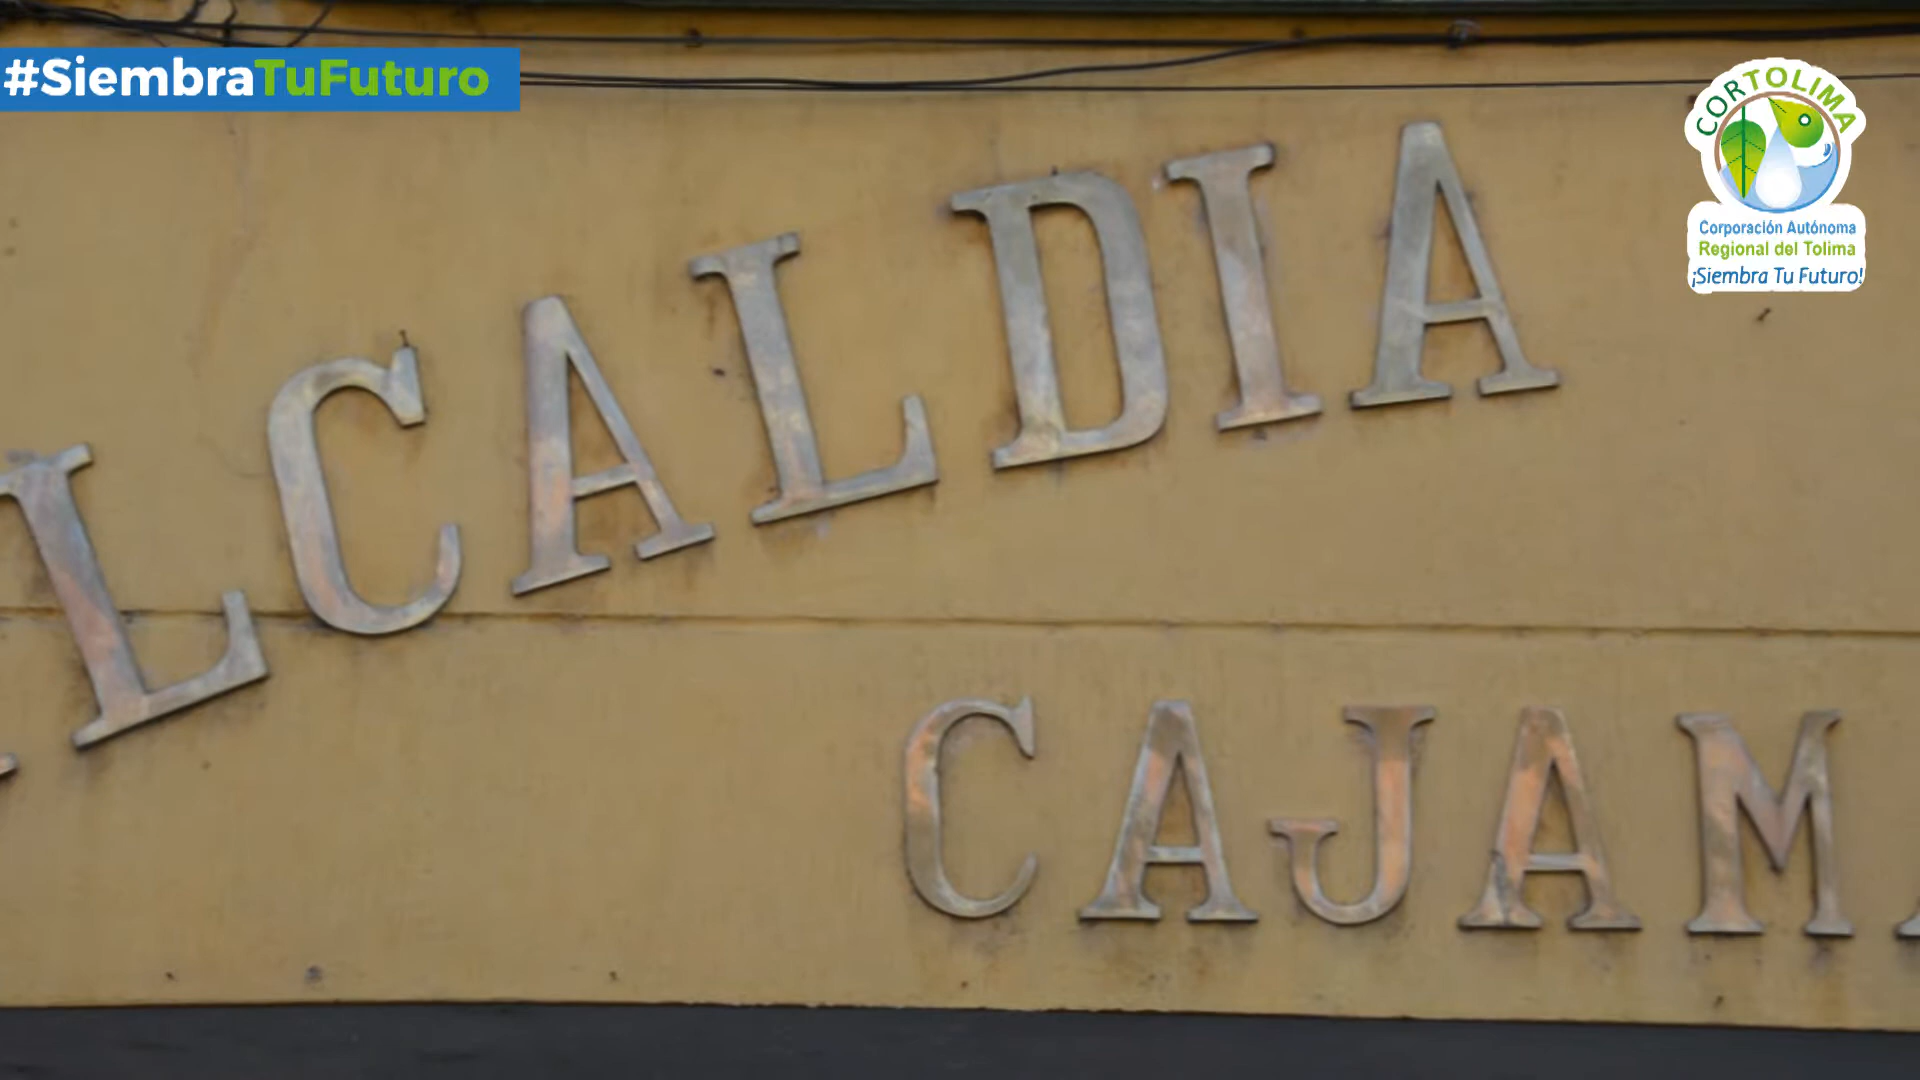 #SiembraTuFuturo
CORTOLIMA
Corporación Autónoma
Regional del Tolima
¡Siembra Tu Futuro!
LCALDIA
CAJAM